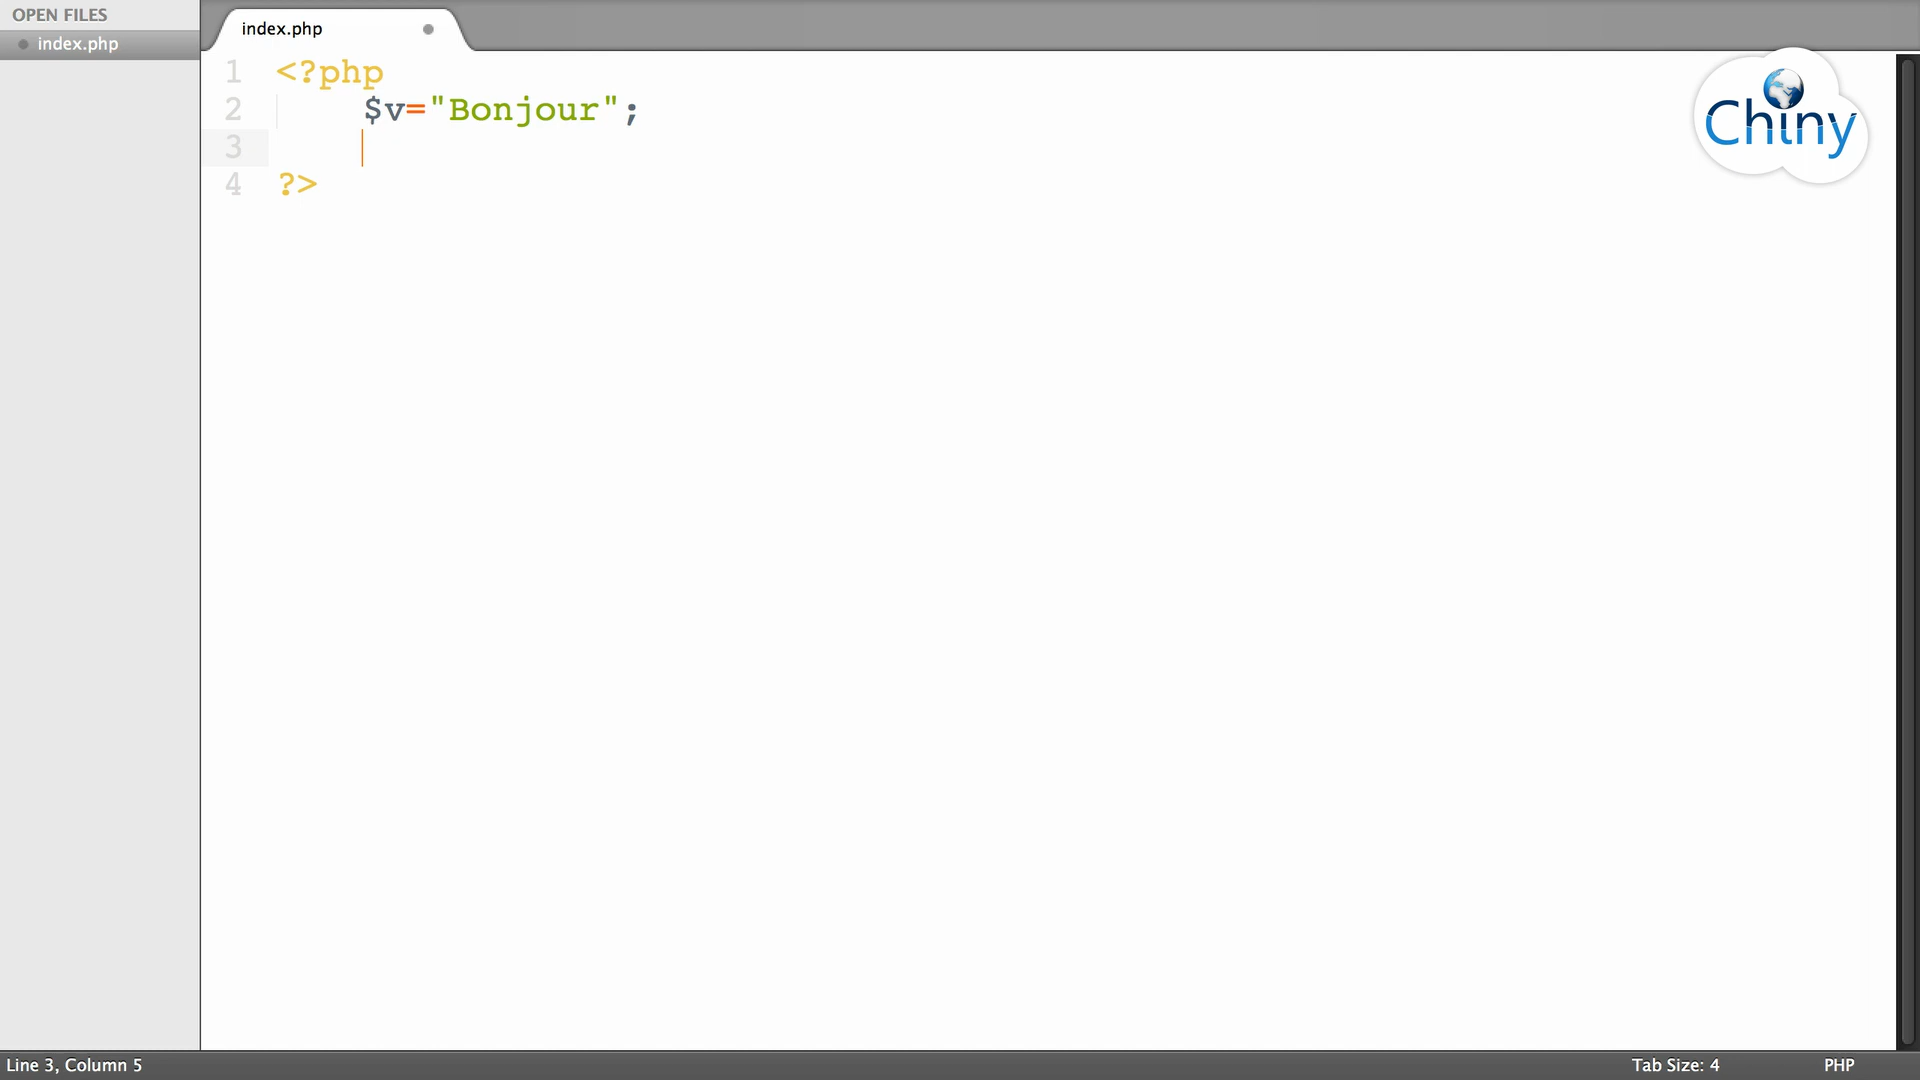 OPEN FILES
index.php
index.php
1 <?php
2 $v="Bonjour";
3
4 ?>
Chiny
Line 3, Column 5
Tab Size: 4
PHP